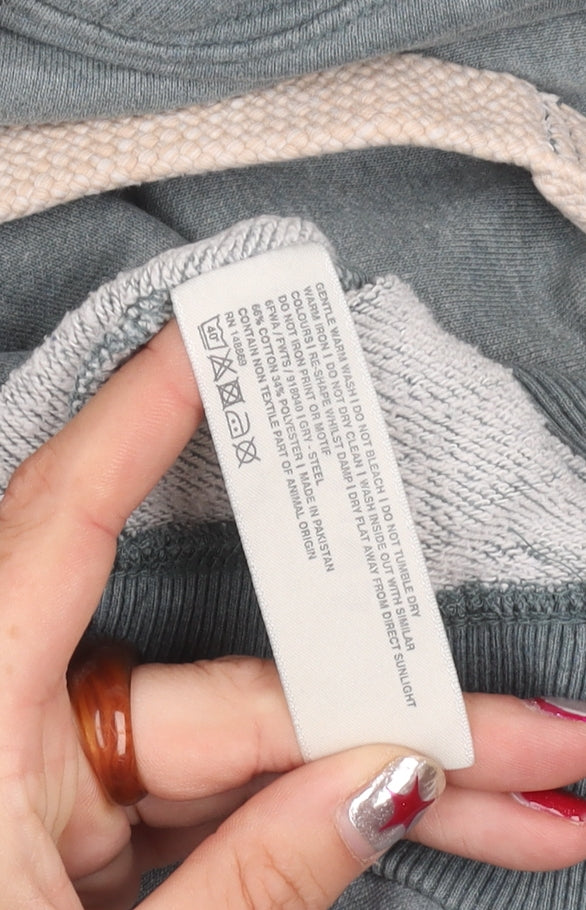 GENTLE WARM WASH | DO NOT BLEACH | DO NOT TUMBLE DRY
WARM IRON | DO NOT DRY CLEAN | WASH INSIDE OUT WITH SIMILAR
COLOURS | RE-SHAPE WHILST DAMP | DRY FLAT AWAY FROM DIRECT SUNLIGHT
DO NOT IRON PRINT OR MOTIF
6FWA / FWTS / 918040 | GRY - STEEL
66% COTTON 34% POLYESTER | MADE IN PAKISTAN
CONTAIN NON TEXTILE PART OF ANIMAL ORIGIN
RN 148869
40